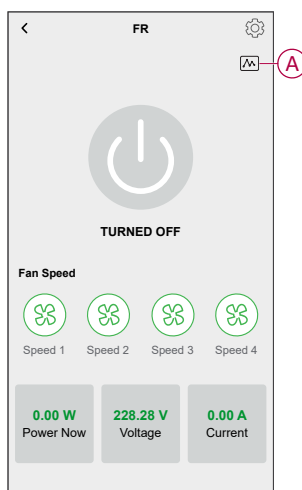 FR
A
TURNED OFF
Fan Speed
Speed 1 Speed 2 Speed 3 Speed 4
0.00 W 228.28 V 0.00 A
Power Now Voltage Current